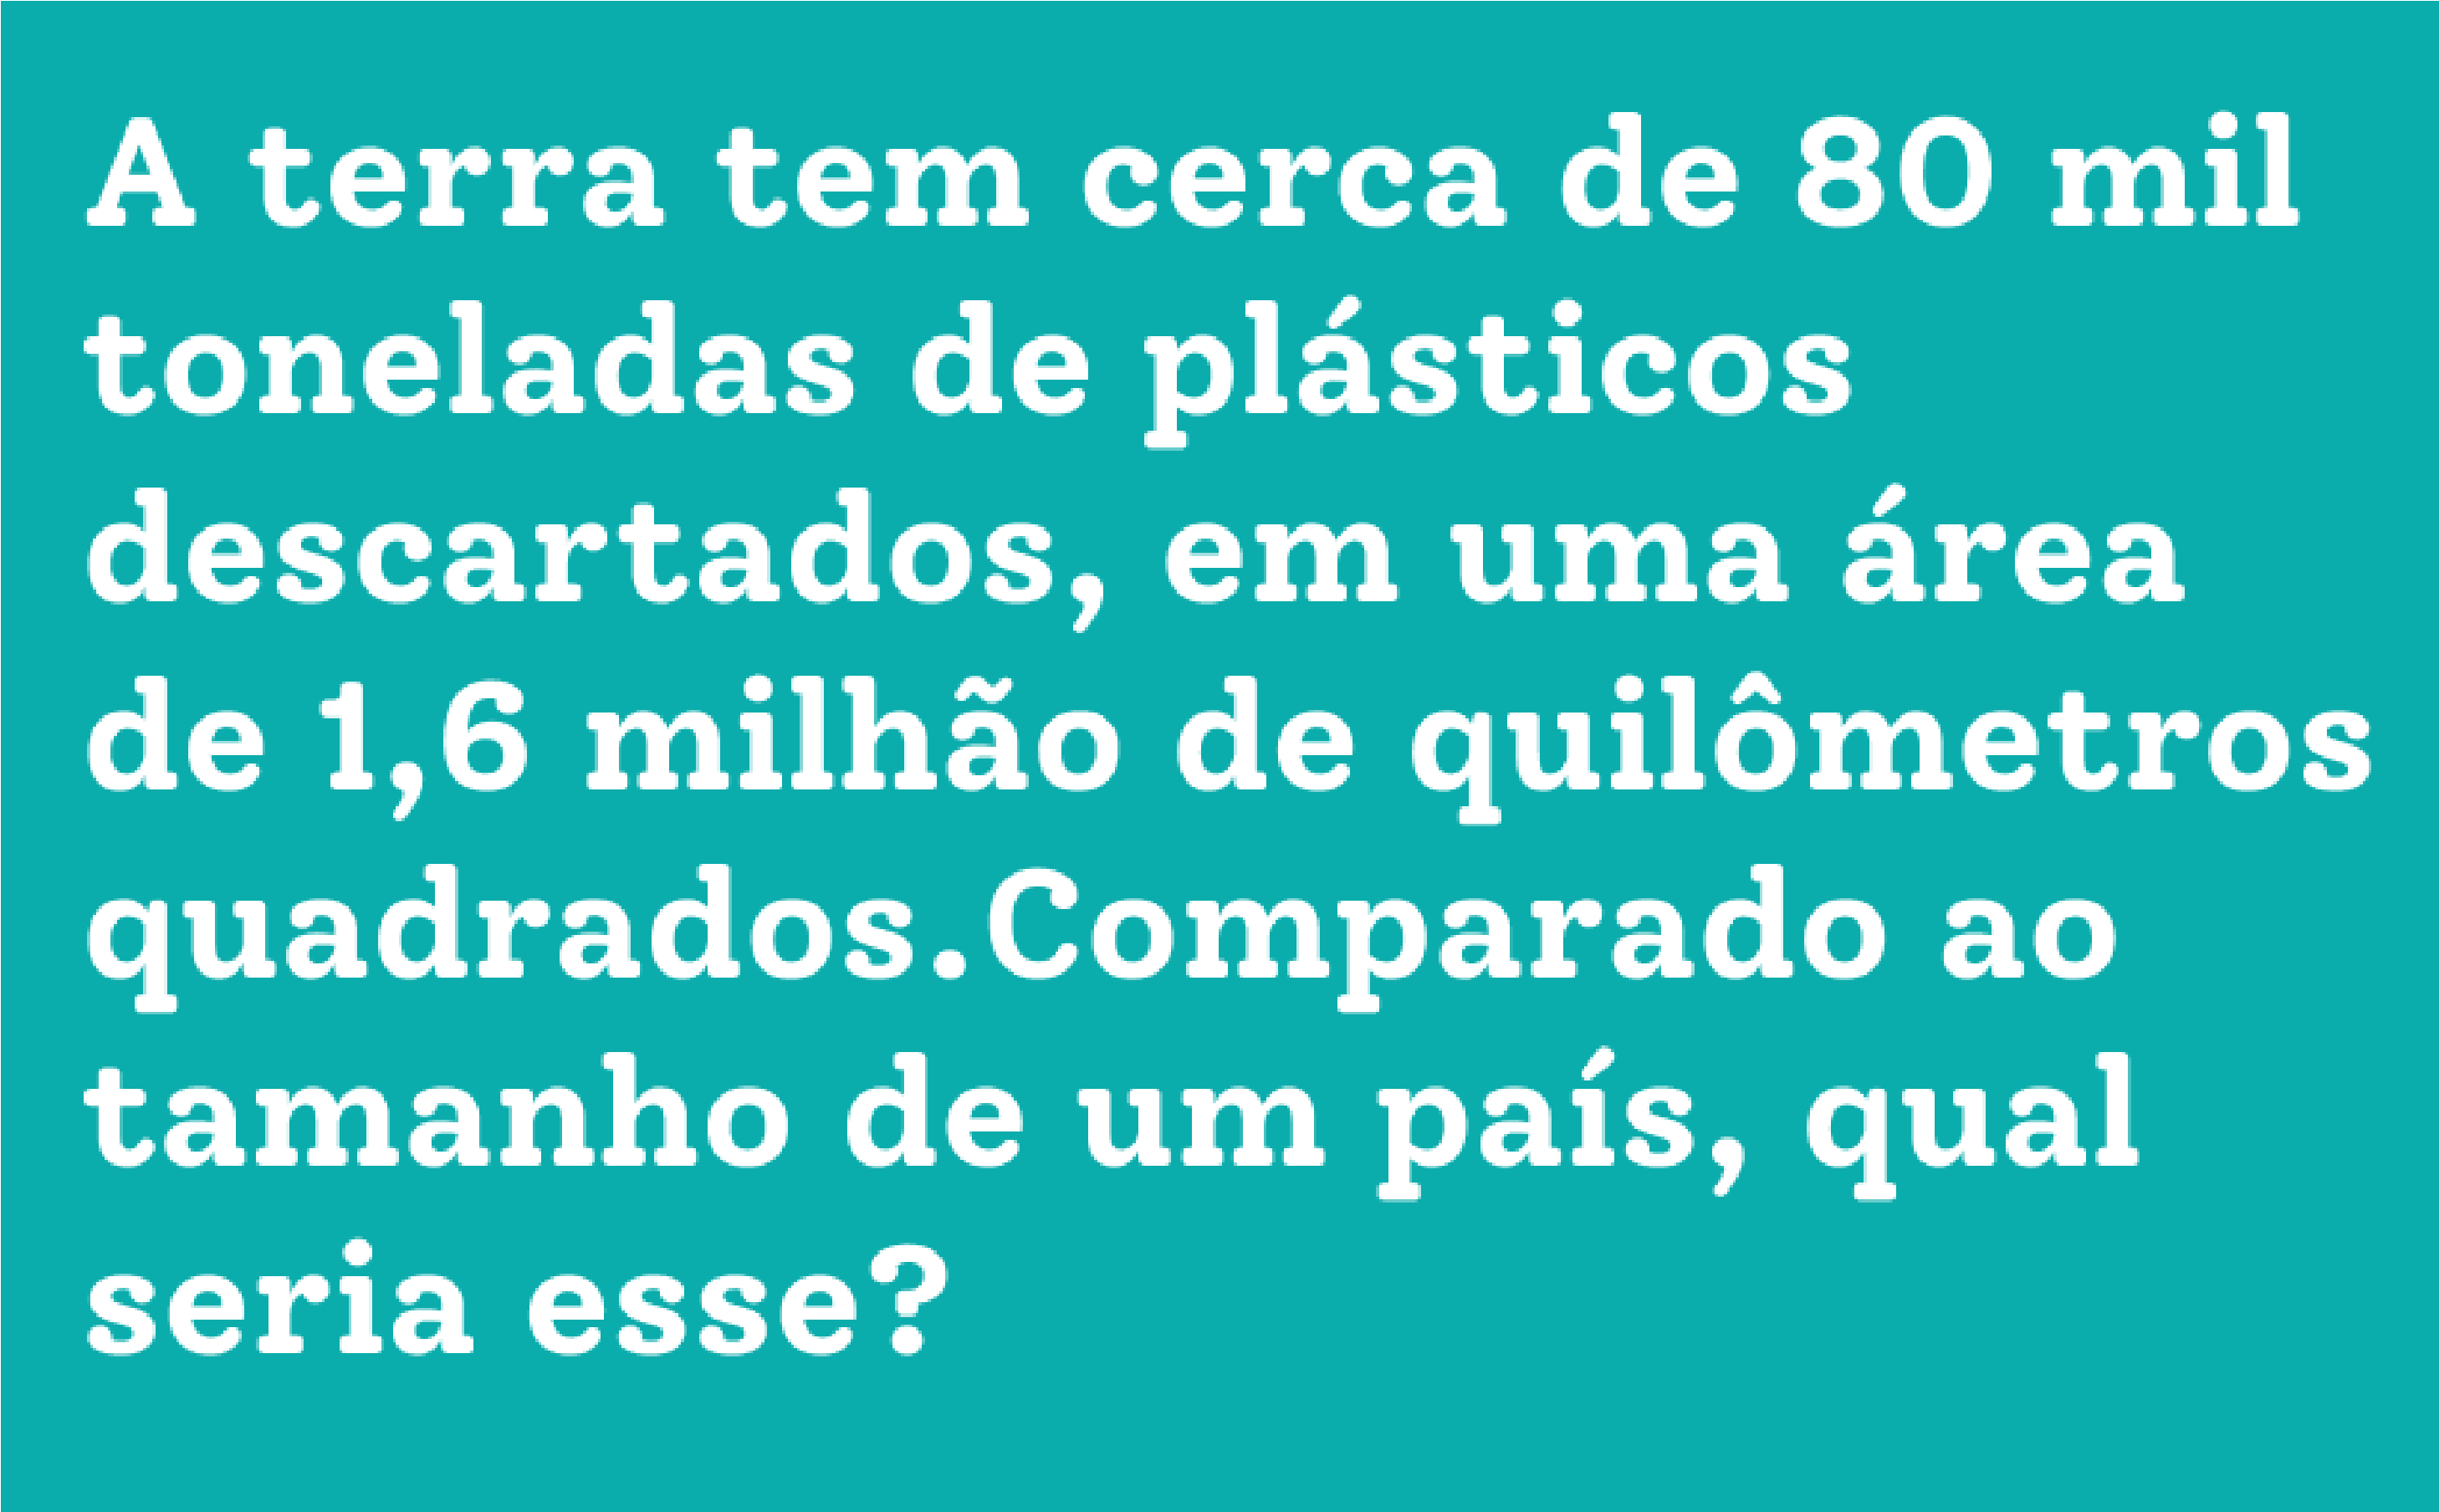 A terra tem cerca de 80 mil
toneladas de plásticos
descartados, em uma área
de 1,6 milhão de quilômetros
quadrados. Comparado ao
tamanho de um país, qual
seria esse?